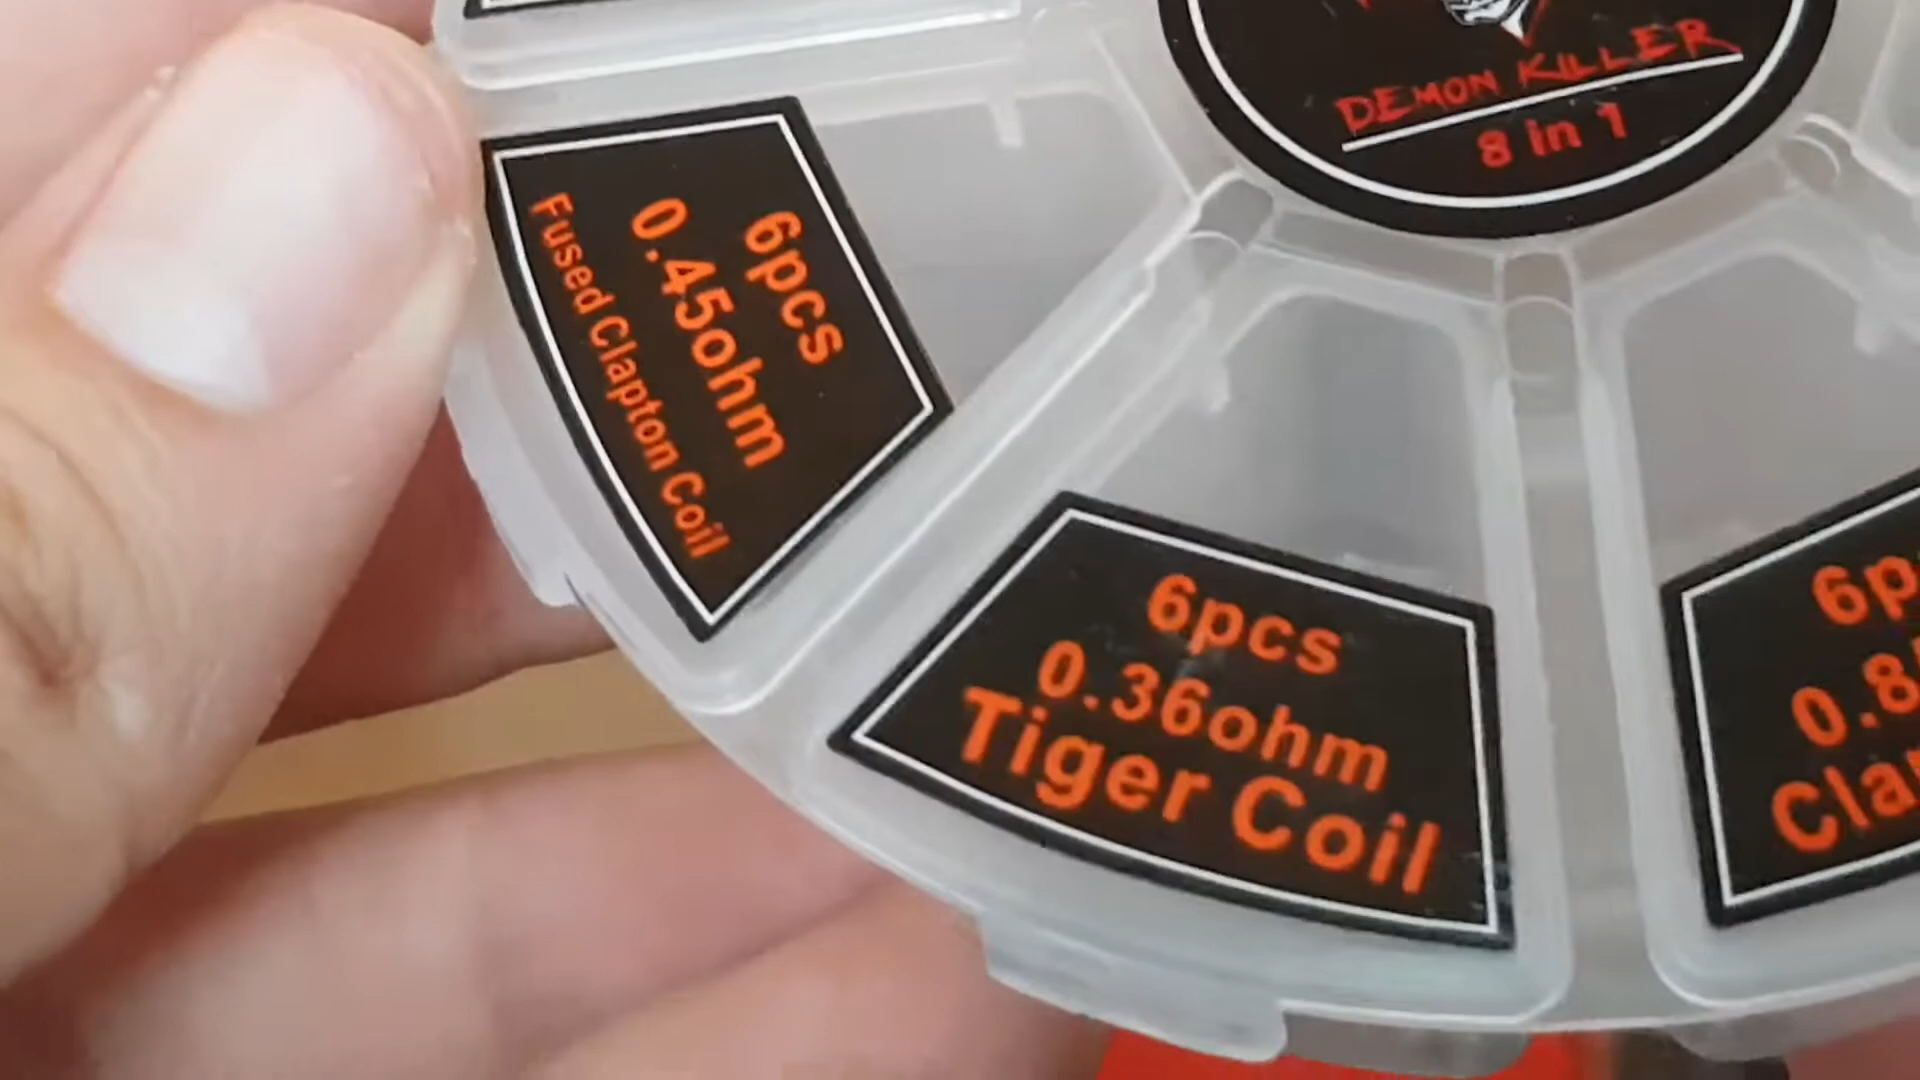 DEMON KILLER
8 in 1
6pcs
0.45ohm
Fused Clapton Coil
6pcs
0.36ohm
Tiger Coil